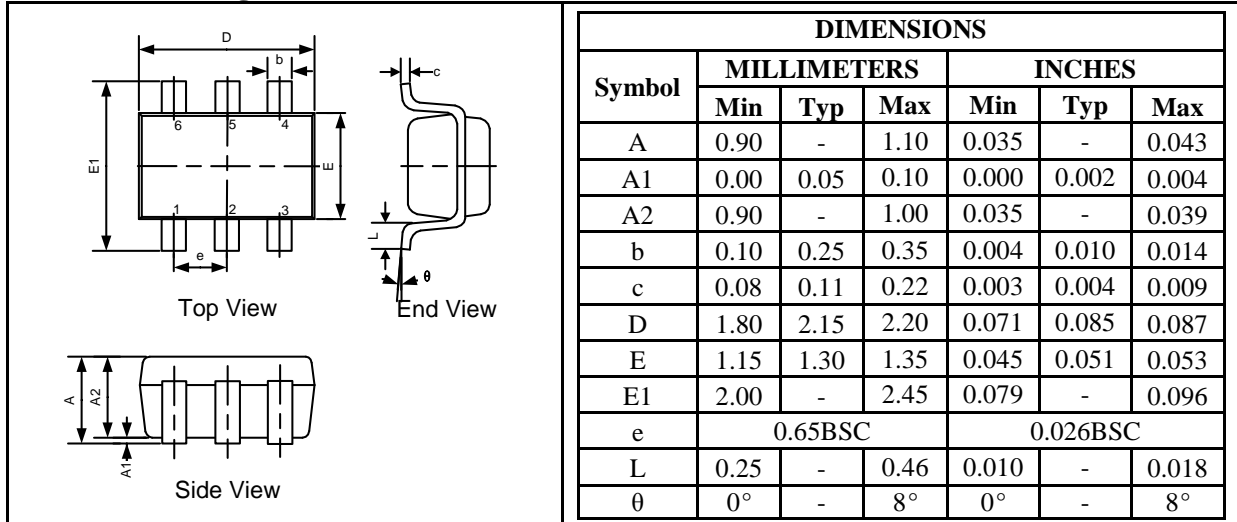 D
b
c
6 5 4
E1
E
1 2 3
L
e
θ
Top View
End View
A
A2
A1
Side View
DIMENSIONS
Symbol MILLIMETERS INCHES
Min Typ Max Min Typ Max
A 0.90 - 1.10 0.035 - 0.043
A1 0.00 0.05 0.10 0.000 0.002 0.004
A2 0.90 - 1.00 0.035 - 0.039
b 0.10 0.25 0.35 0.004 0.010 0.014
c 0.08 0.11 0.22 0.003 0.004 0.009
D 1.80 2.15 2.20 0.071 0.085 0.087
E 1.15 1.30 1.35 0.045 0.051 0.053
E1 2.00 - 2.45 0.079 - 0.096
e 0.65BSC 0.026BSC
L 0.25 - 0.46 0.010 - 0.018
θ 0° - 8° 0° - 8°